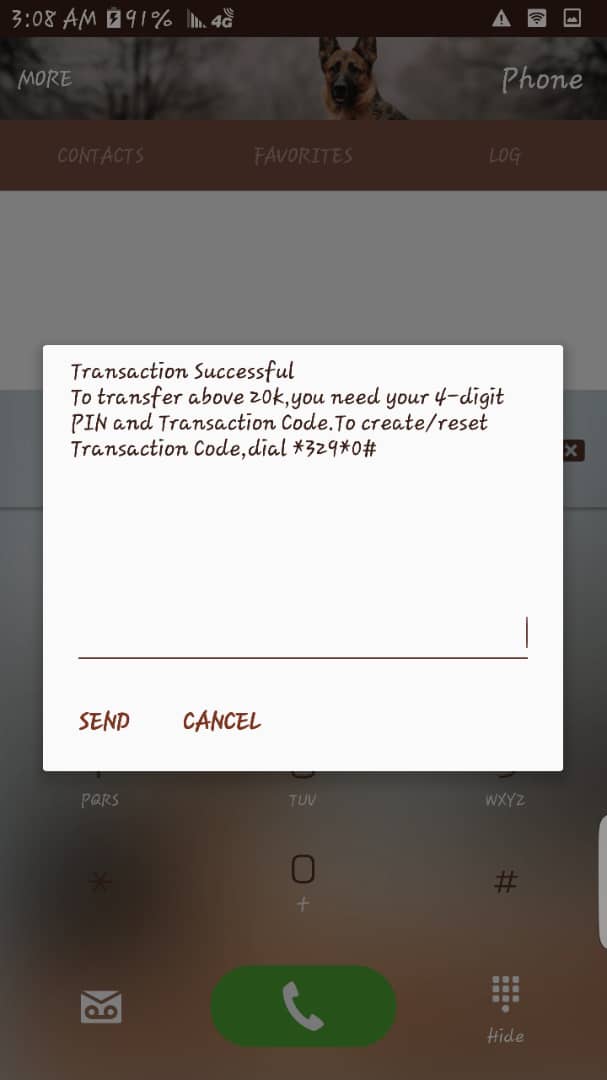 3:08 AM 91% 4G
MORE
Phone
CONTACTS FAVORITES LOG
Transaction Successful
To transfer above 20k,you need your 4-digit
PIN and Transaction Code.To create/reset
Transaction Code,dial *329*0#
SEND CANCEL
PQRS TUV WXYZ
* 0 #
+
Hide